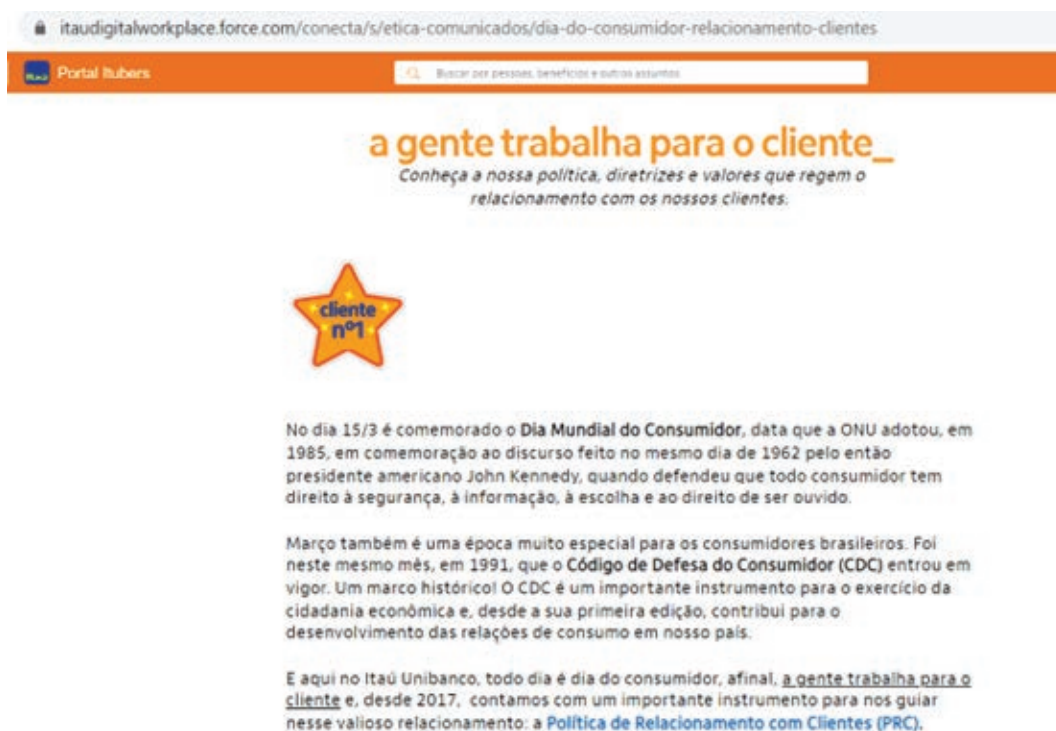 itaudigitalworkplace.force.com/conecta/s/etica-comunicados/dia-do-consumidor-relacionamento-clientes
Itaú Portal Itubers Buscar por pessoas, benefícios e outros assuntos
a gente trabalha para o cliente_
Conheça a nossa política, diretrizes e valores que regem o
relacionamento com os nossos clientes.
cliente
nº1
No dia 15/3 é comemorado o Dia Mundial do Consumidor, data que a ONU adotou, em
1985, em comemoração ao discurso feito no mesmo dia de 1962 pelo então
presidente americano John Kennedy, quando defendeu que todo consumidor tem
direito à segurança, à informação, à escolha e ao direito de ser ouvido.
Março também é uma época muito especial para os consumidores brasileiros. Foi
neste mesmo mês, em 1991, que o Código de Defesa do Consumidor (CDC) entrou em
vigor. Um marco histórico! O CDC é um importante instrumento para o exercício da
cidadania econômica e, desde a sua primeira edição, contribui para o
desenvolvimento das relações de consumo em nosso país.
E aqui no Itaú Unibanco, todo dia é dia do consumidor, afinal, a gente trabalha para o
cliente e, desde 2017, contamos com um importante instrumento para nos guiar
nesse valioso relacionamento: a Política de Relacionamento com Clientes (PRC).